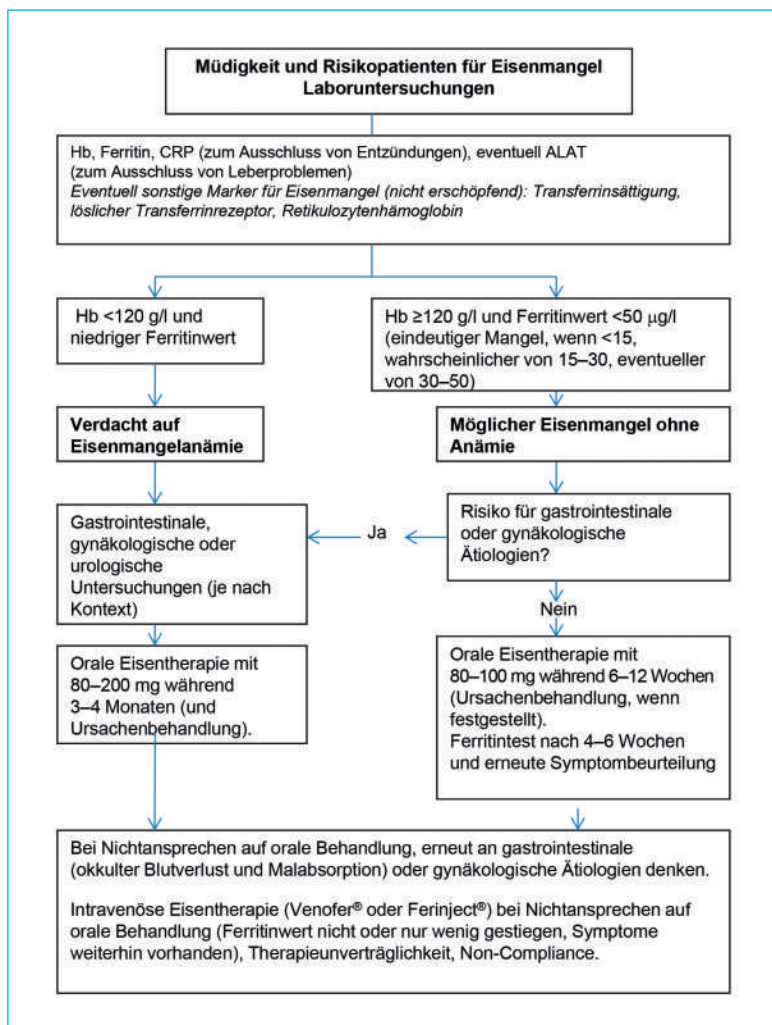 Müdigkeit und Risikopatienten für Eisenmangel
Laboruntersuchungen
Hb, Ferritin, CRP (zum Ausschluss von Entzündungen), eventuell ALAT
(zum Ausschluss von Leberproblemen)
Eventuell sonstige Marker für Eisenmangel (nicht erschöpfend): Transferrinsättigung,
löslicher Transferrinrezeptor, Retikulozytenhämoglobin
Hb <120 g/l und
niedriger Ferritinwert
Hb ≥120 g/l und Ferritinwert <50 µg/l
(eindeutiger Mangel, wenn <15,
wahrscheinlicher von 15–30, eventueller
von 30–50)
Verdacht auf
Eisenmangelanämie
Möglicher Eisenmangel ohne
Anämie
Gastrointestinale,
gynäkologische oder
urologische
Untersuchungen (je nach
Kontext)
Ja
Risiko für gastrointestinale
oder gynäkologische
Ätiologien?
Nein
Orale Eisentherapie mit
80–200 mg während
3–4 Monaten (und
Ursachenbehandlung).
Orale Eisentherapie mit
80–100 mg während 6–12 Wochen
(Ursachenbehandlung, wenn
festgestellt).
Ferritintest nach 4–6 Wochen
und erneute Symptombeurteilung
Bei Nichtansprechen auf orale Behandlung, erneut an gastrointestinale
(okkulter Blutverlust und Malabsorption) oder gynäkologische Ätiologien denken.
Intravenöse Eisentherapie (Venofer® oder Ferinject®) bei Nichtansprechen auf
orale Behandlung (Ferritinwert nicht oder nur wenig gestiegen, Symptome
weiterhin vorhanden), Therapieunverträglichkeit, Non-Compliance.